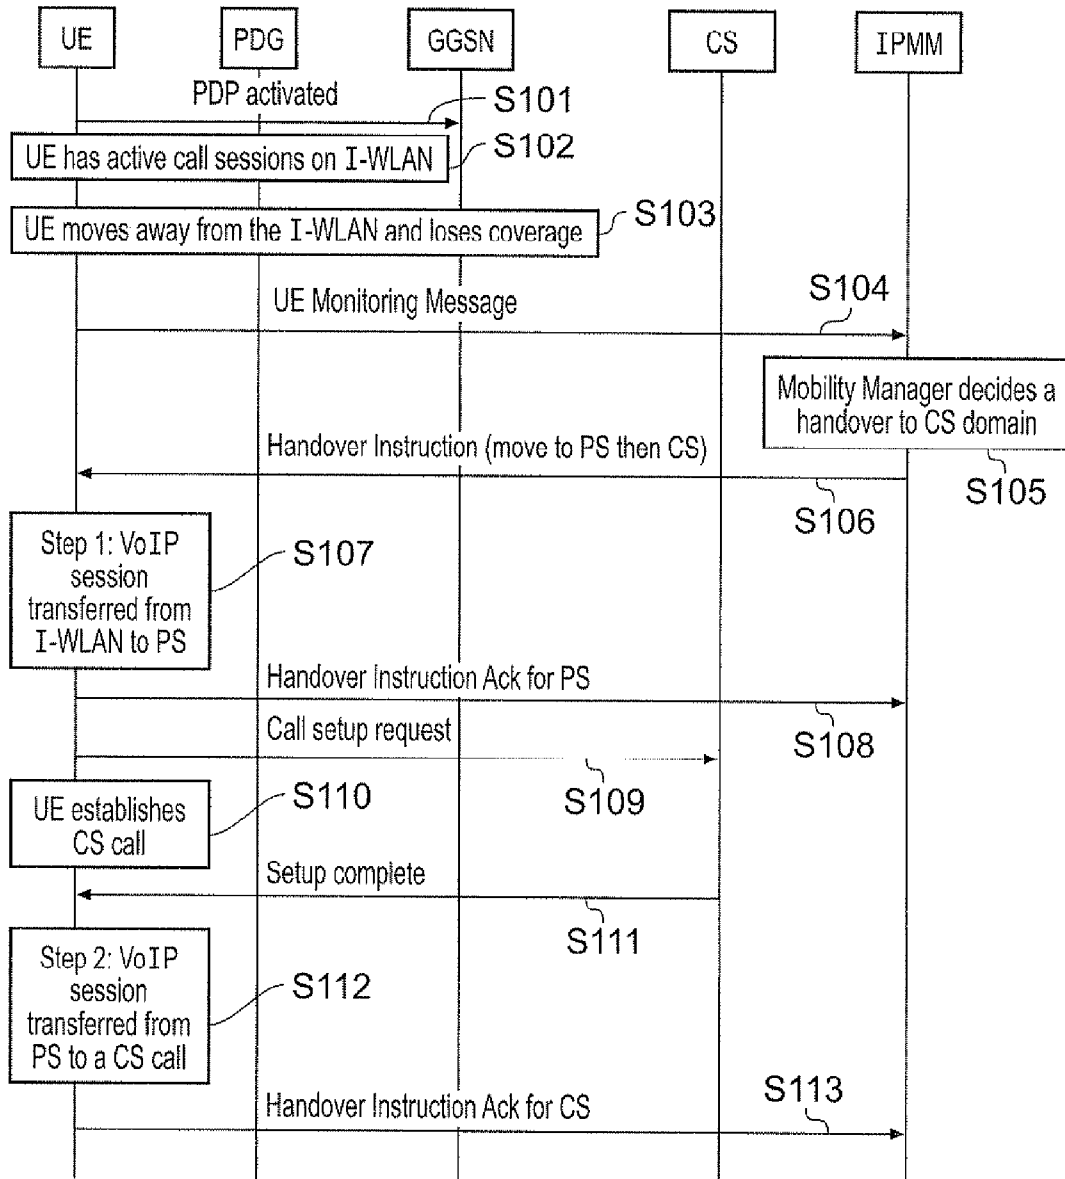 UE
PDG
GGSN
CS
IPMM
PDP activated
S101
UE has active call sessions on I-WLAN
S102
UE moves away from the I-WLAN and loses coverage
S103
UE Monitoring Message
S104
Mobility Manager decides a
handover to CS domain
S105
Handover Instruction (move to PS then CS)
S106
Step 1: VoIP
session
transferred from
I-WLAN to PS
S107
Handover Instruction Ack for PS
S108
Call setup request
S109
UE establishes
CS call
S110
Setup complete
S111
Step 2: VoIP
session
transferred from
PS to a CS call
S112
Handover Instruction Ack for CS
S113